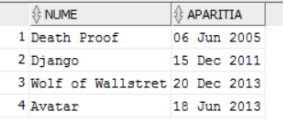 NUME APARITIA
1 Death Proof 06 Jun 2005
2 Django 15 Dec 2011
3 Wolf of Wallstret 20 Dec 2013
4 Avatar 18 Jun 2013